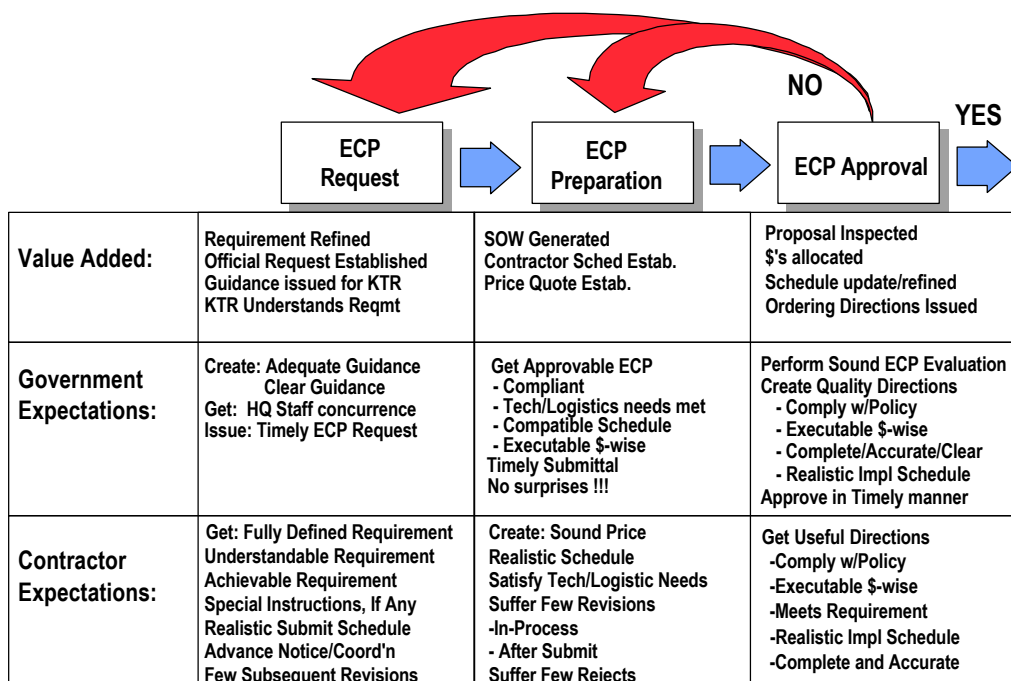 NO
YES
ECP
Request
ECP
Preparation
ECP Approval
Value Added:
Requirement Refined
Official Request Established
Guidance issued for KTR
KTR Understands Reqmt
SOW Generated
Contractor Sched Estab.
Price Quote Estab.
Proposal Inspected
$'s allocated
Schedule update/refined
Ordering Directions Issued
Government
Expectations:
Create: Adequate Guidance
Clear Guidance
Get: HQ Staff concurrence
Issue: Timely ECP Request
Get Approvable ECP
- Compliant
- Tech/Logistics needs met
- Compatible Schedule
- Executable $-wise
Timely Submittal
No surprises !!!
Perform Sound ECP Evaluation
Create Quality Directions
- Comply w/Policy
- Executable $-wise
- Complete/Accurate/Clear
- Realistic Impl Schedule
Approve in Timely manner
Contractor
Expectations:
Get: Fully Defined Requirement
Understandable Requirement
Achievable Requirement
Special Instructions, If Any
Realistic Submit Schedule
Advance Notice/Coord'n
Few Subsequent Revisions
Create: Sound Price
Realistic Schedule
Satisfy Tech/Logistic Needs
Suffer Few Revisions
-In-Process
- After Submit
Suffer Few Rejects
Get Useful Directions
-Comply w/Policy
-Executable $-wise
-Meets Requirement
-Realistic Impl Schedule
-Complete and Accurate